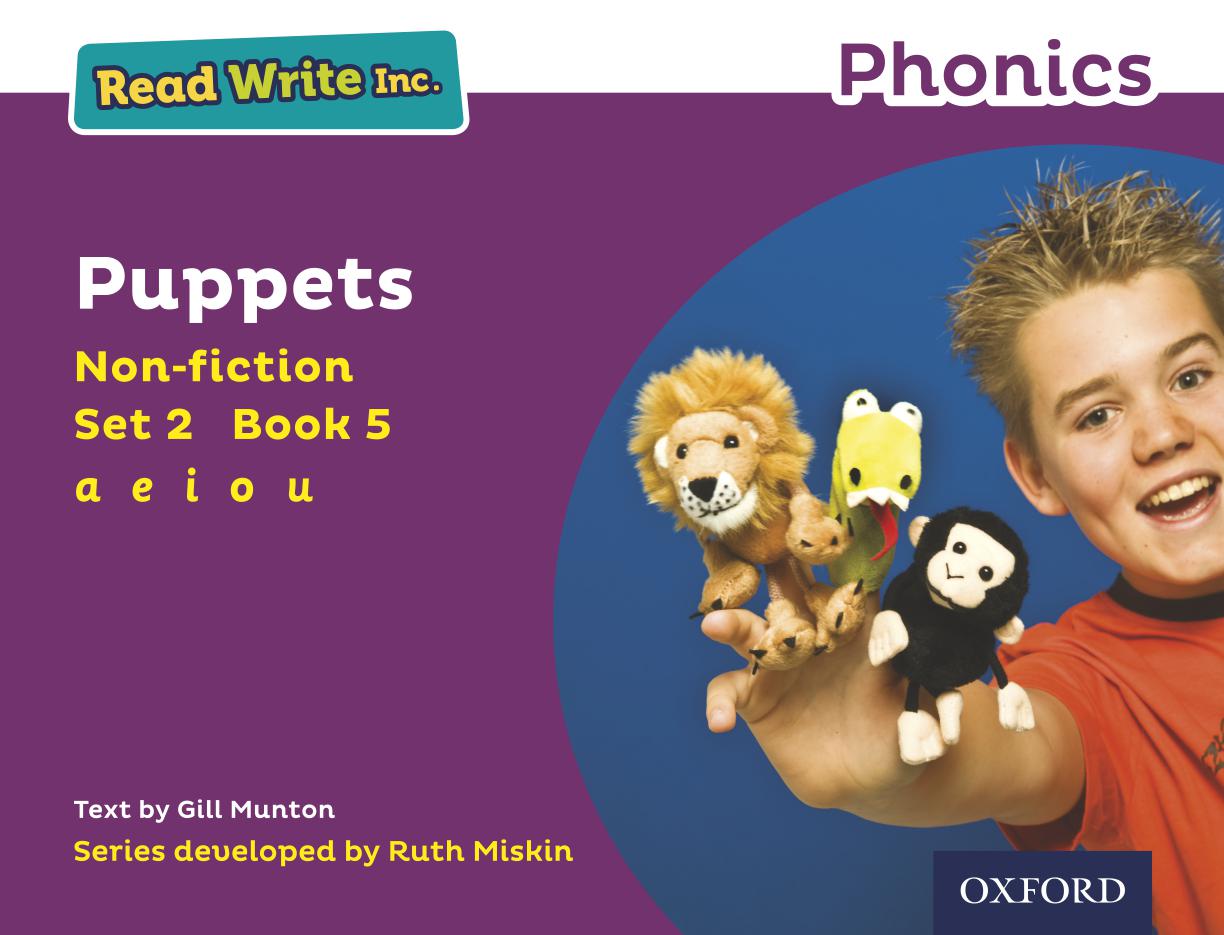 Read Write Inc.
Phonics
Puppets
Non-fiction
Set 2 Book 5
a e i o u
Text by Gill Munton
Series developed by Ruth Miskin
OXFORD